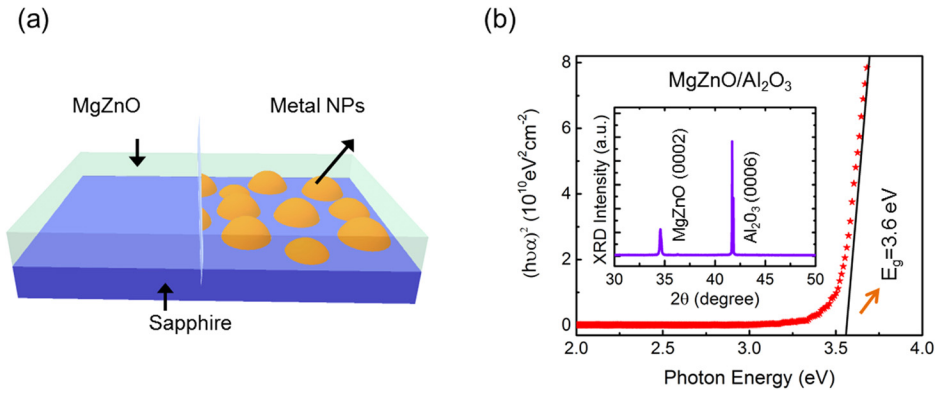 (a)
MgZnO
Metal NPs
Sapphire
(b)
MgZnO/Al₂O₃
(hυα)² (10¹⁰eV²cm⁻²)
8
6
4
2
0
2.0 2.5 3.0 3.5 4.0
Photon Energy (eV)
E_g=3.6 eV
XRD Intensity (a.u.)
MgZnO (0002)
Al₂0₃ (0006)
30 35 40 45 50
2θ (degree)